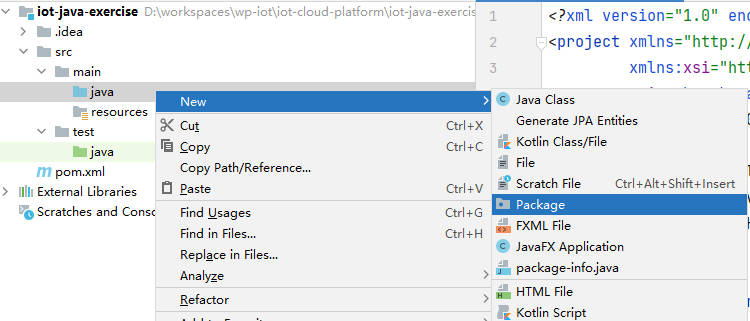 iot-java-exercise D:\workspaces\wp-iot\iot-cloud-platform\iot-java-exercise
.idea
src
main
java
resources
test
java
pom.xml
External Libraries
Scratches and Conso
New
Cut Ctrl+X
Copy Ctrl+C
Copy Path/Reference...
Paste Ctrl+V
Find Usages Ctrl+G
Find in Files... Ctrl+H
Replace in Files...
Analyze
Refactor
Java Class
Generate JPA Entities
Kotlin Class/File
File
Scratch File Ctrl+Alt+Shift+Insert
Package
FXML File
JavaFX Application
package-info.java
HTML File
Kotlin Script
1 <?xml version="1.0" enc
2 <project xmlns="http:/
3 xmlns:xsi="htt